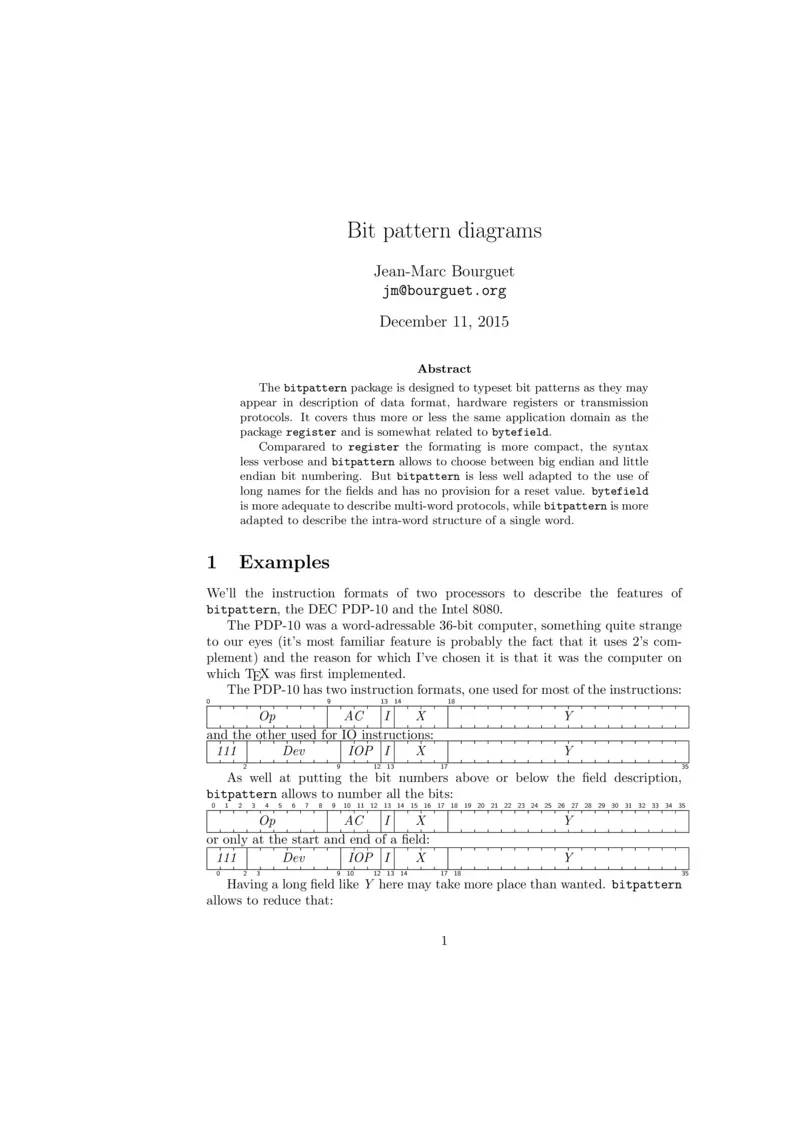 Bit pattern diagrams
Jean-Marc Bourguet
jm@bourguet.org
December 11, 2015
Abstract
The bitpattern package is designed to typeset bit patterns as they may
appear in description of data format, hardware registers or transmission
protocols. It covers thus more or less the same application domain as the
package register and is somewhat related to bytefield.
Comparared to register the formating is more compact, the syntax
less verbose and bitpattern allows to choose between big endian and little
endian bit numbering. But bitpattern is less well adapted to the use of
long names for the fields and has no provision for a reset value. bytefield
is more adequate to describe multi-word protocols, while bitpattern is more
adapted to describe the intra-word structure of a single word.
1 Examples
We'll the instruction formats of two processors to describe the features of
bitpattern, the DEC PDP-10 and the Intel 8080.
The PDP-10 was a word-adressable 36-bit computer, something quite strange
to our eyes (it's most familiar feature is probably the fact that it uses 2's com-
plement) and the reason for which I've chosen it is that it was the computer on
which TEX was first implemented.
The PDP-10 has two instruction formats, one used for most of the instructions:
0 9 13 14 18
Op AC I X Y
and the other used for IO instructions:
111 Dev IOP I X Y
2 9 12 13 17 35
As well at putting the bit numbers above or below the field description,
bitpattern allows to number all the bits:
0 1 2 3 4 5 6 7 8 9 10 11 12 13 14 15 16 17 18 19 20 21 22 23 24 25 26 27 28 29 30 31 32 33 34 35
Op AC I X Y
or only at the start and end of a field:
111 Dev IOP I X Y
0 2 3 9 10 12 13 14 17 18 35
Having a long field like Y here may take more place than wanted. bitpattern
allows to reduce that:
1